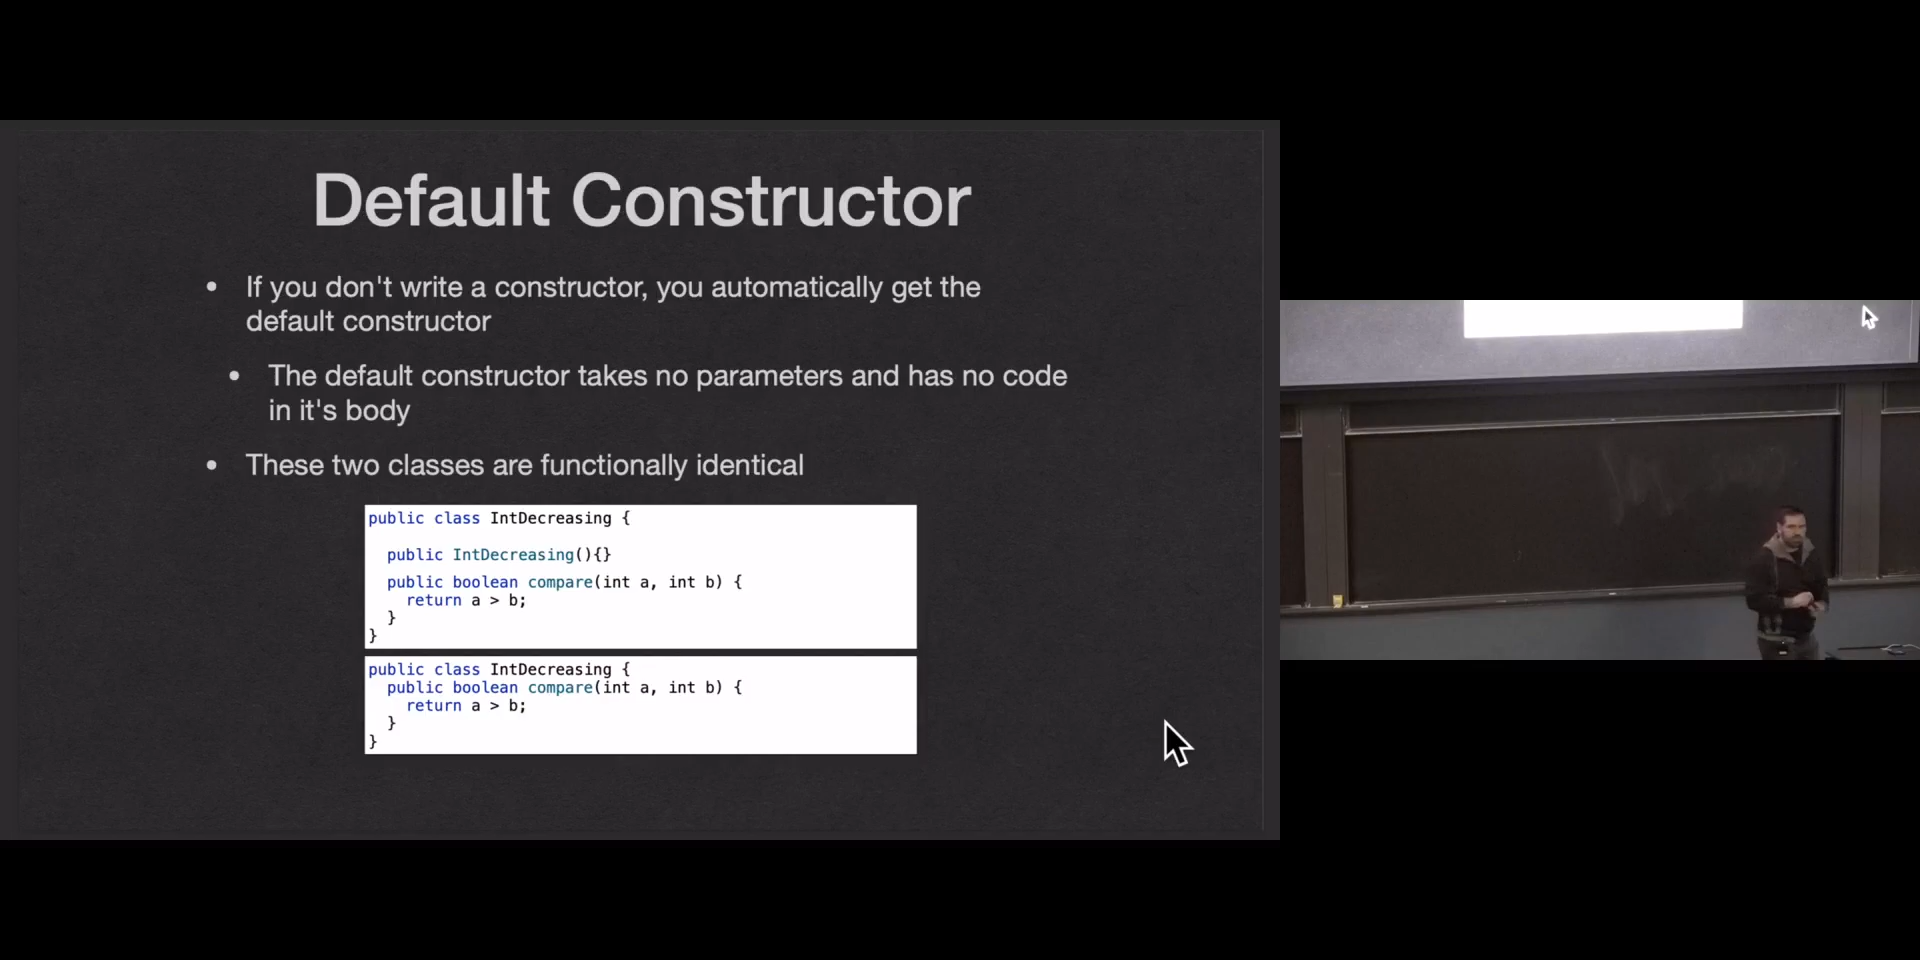 Default Constructor
• If you don't write a constructor, you automatically get the
default constructor
• The default constructor takes no parameters and has no code
in it's body
• These two classes are functionally identical
public class IntDecreasing {
public IntDecreasing(){}
public boolean compare(int a, int b) {
return a > b;
}
}
public class IntDecreasing {
public boolean compare(int a, int b) {
return a > b;
}
}